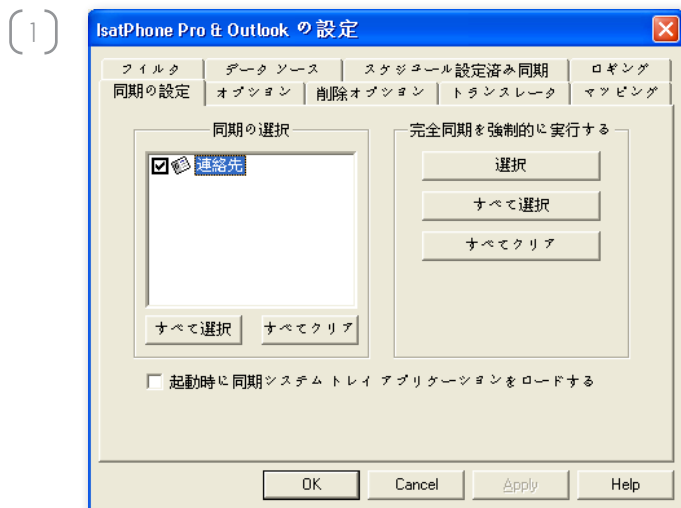 1
IsatPhone Pro & Outlook の設定
フィルタ データ ソース スケジュール設定済み同期 ロギング
同期の設定 オプション 削除オプション トランスレータ マッピング
同期の選択
連絡先
すべて選択 すべてクリア
完全同期を強制的に実行する
選択
すべて選択
すべてクリア
起動時に同期システム トレイ アプリケーションをロードする
OK Cancel Apply Help